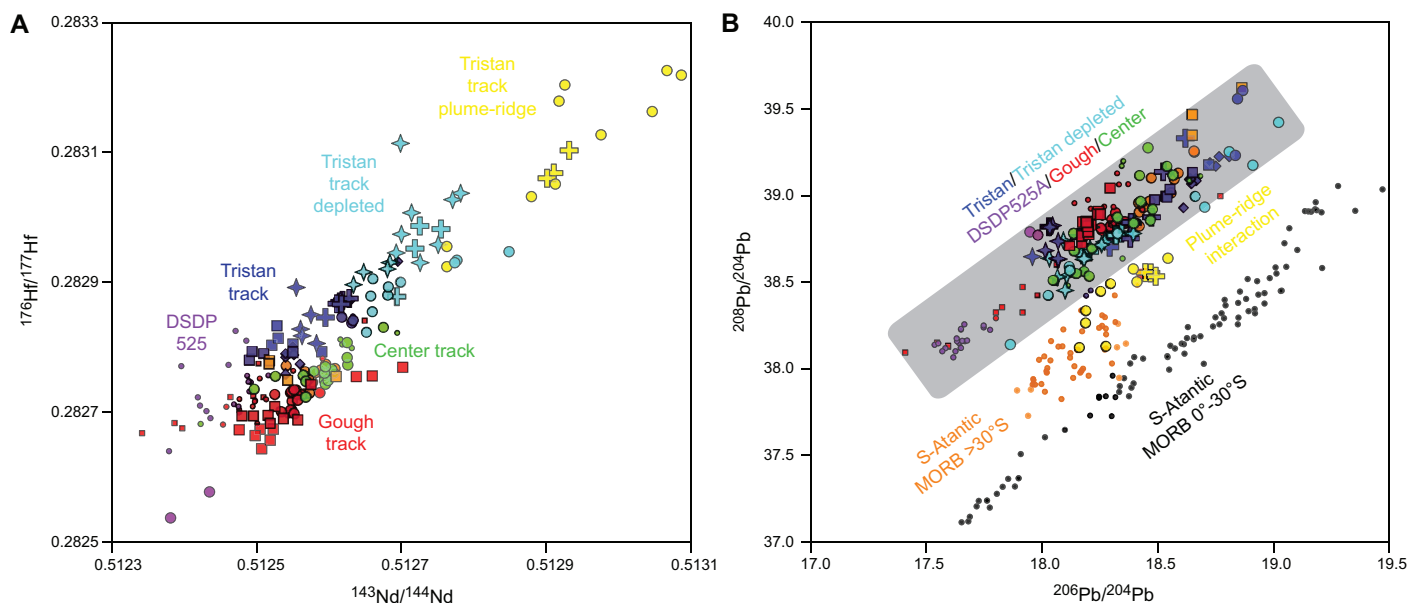 A
0.2833
0.2831
0.2829
0.2827
0.2825
176Hf/177Hf
0.5123
0.5125
0.5127
0.5129
0.5131
143Nd/144Nd
Tristan
track
plume-ridge
Tristan
track
depleted
Tristan
track
DSDP
525
Center track
Gough
track
B
40.0
39.5
39.0
38.5
38.0
37.5
37.0
208Pb/204Pb
17.0
17.5
18.0
18.5
19.0
19.5
206Pb/204Pb
Tristan/Tristan depleted
DSDP525A/Gough/Center
Plume-ridge
interaction
S-Atlantic
MORB >30°S
S-Atantic
MORB 0°-30°S